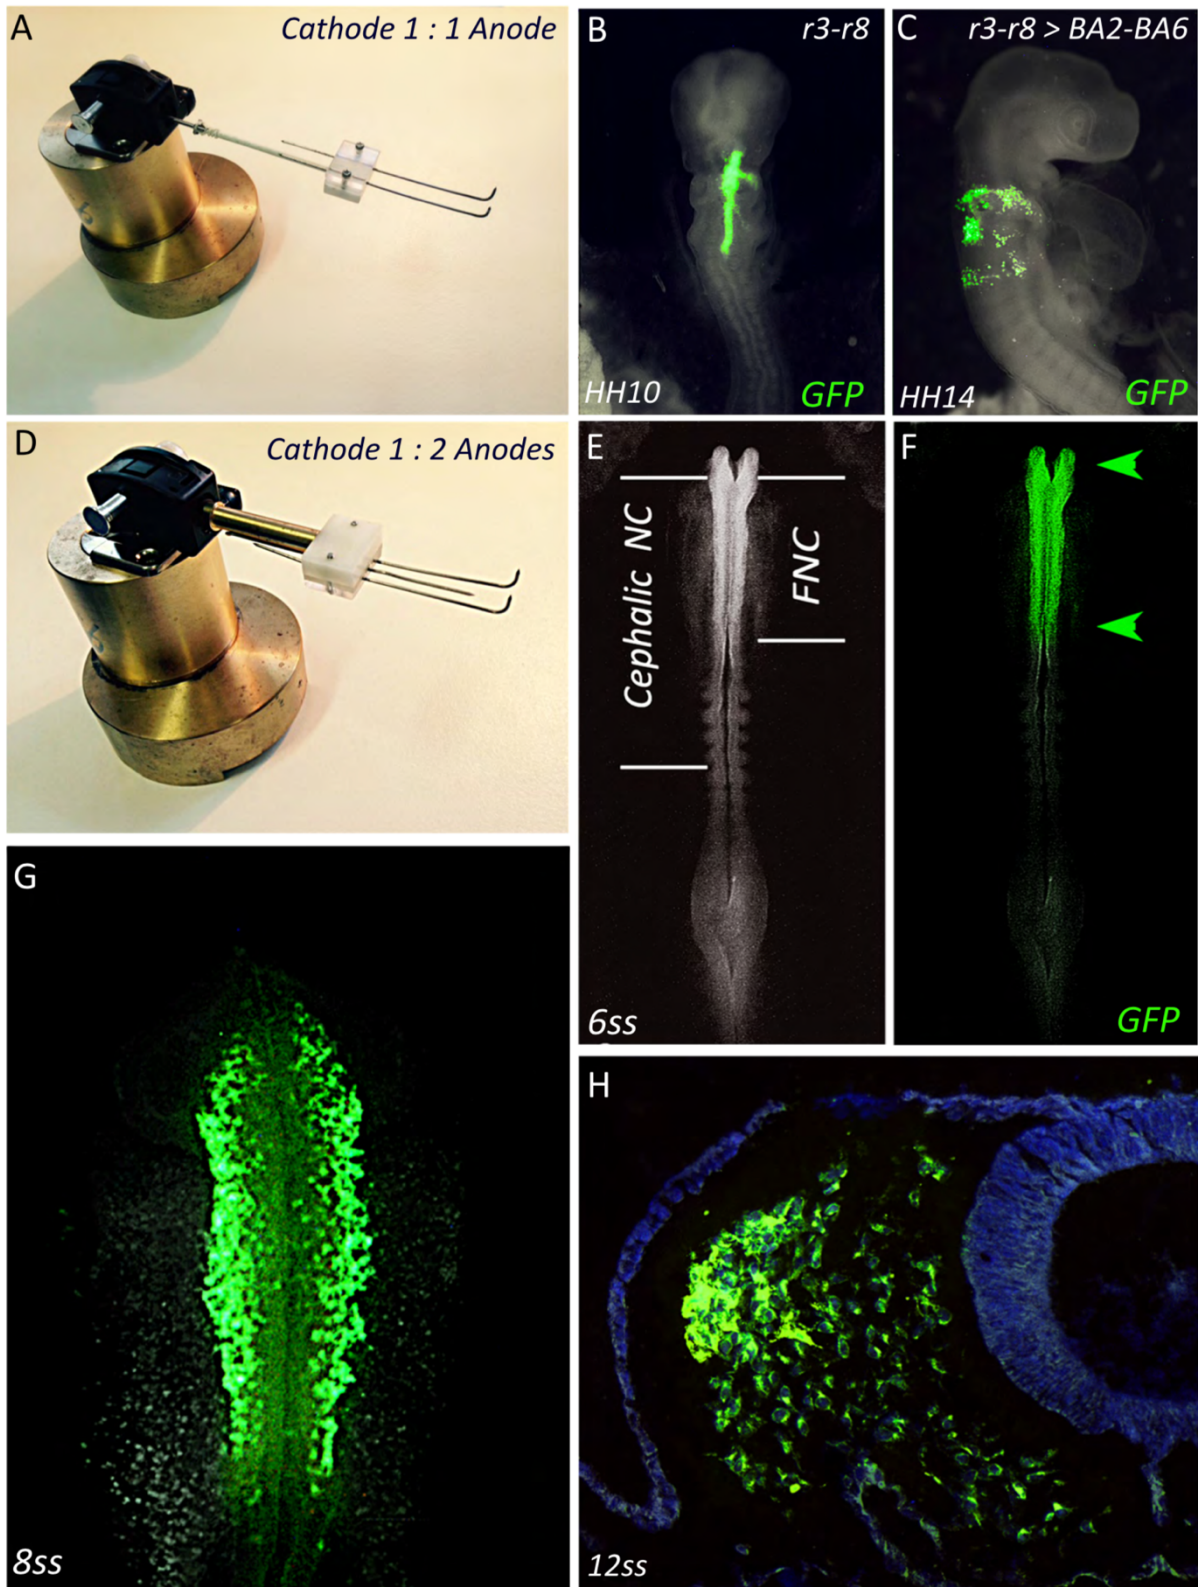 A
Cathode 1 : 1 Anode
B
r3-r8
HH10
GFP
C
r3-r8 > BA2-BA6
HH14
GFP
D
Cathode 1 : 2 Anodes
E
Cephalic NC
FNC
6ss
F
GFP
G
8ss
H
12ss